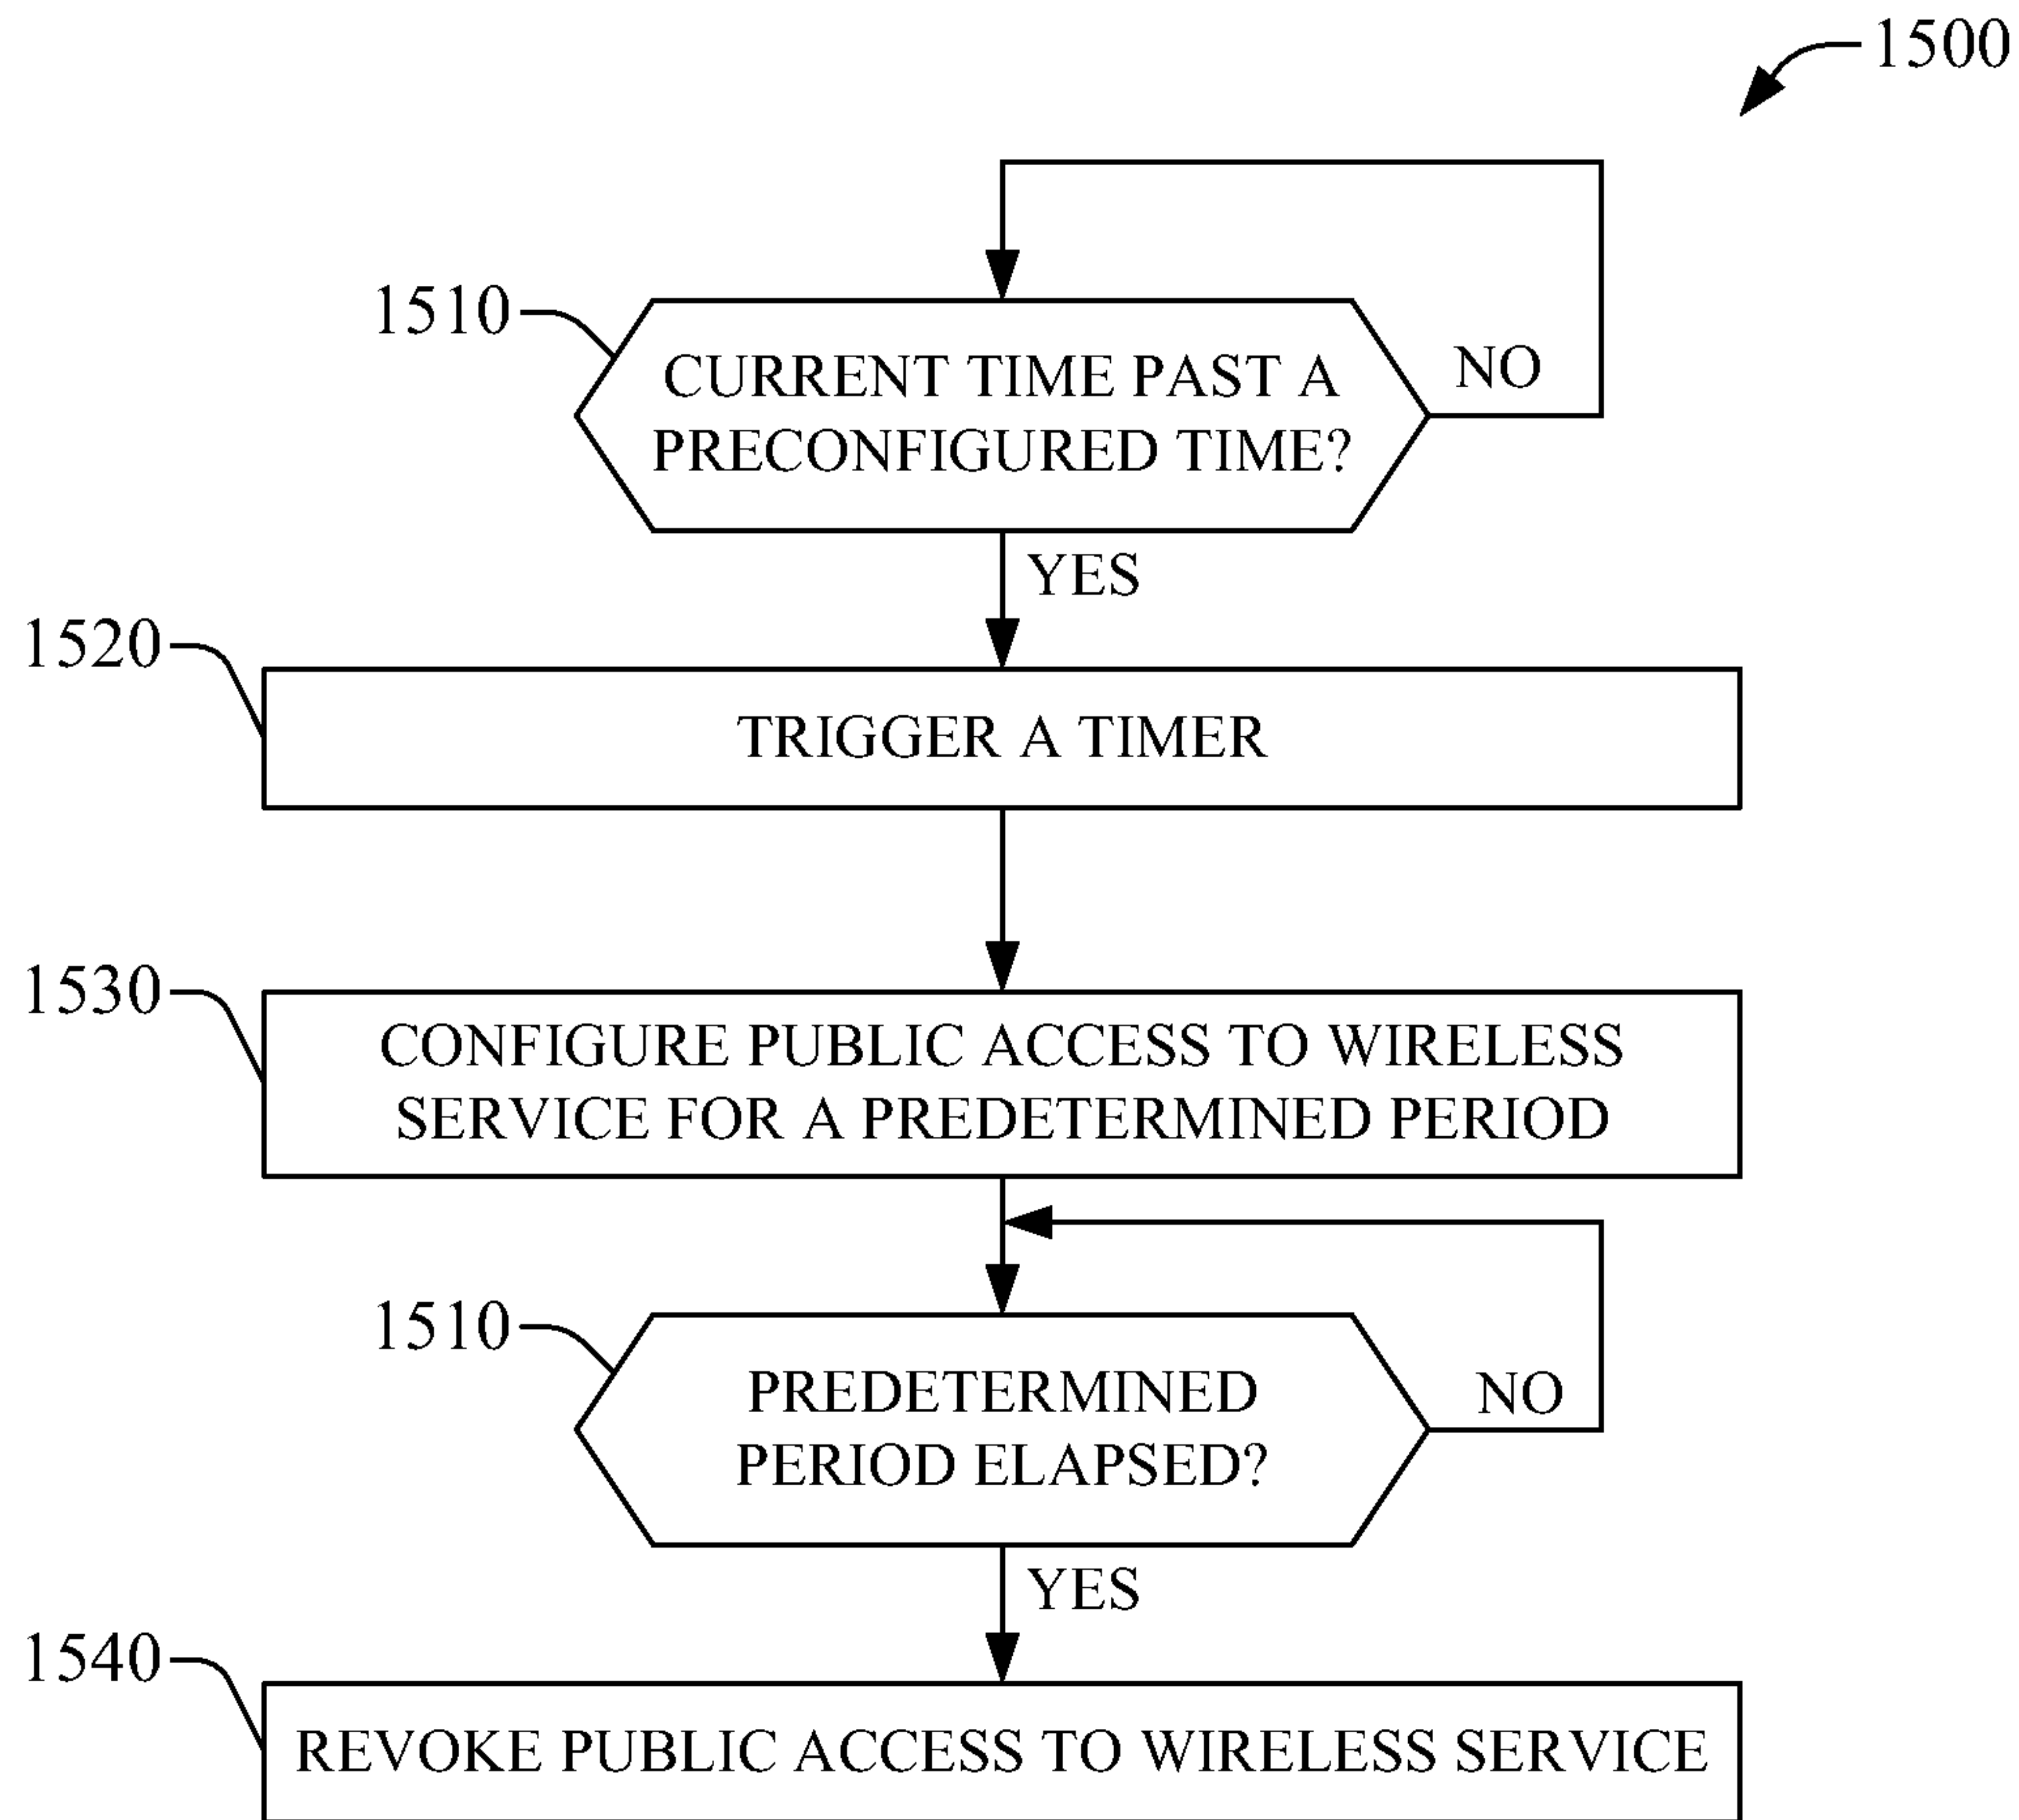 1500
1510
CURRENT TIME PAST A
PRECONFIGURED TIME?
NO
YES
1520
TRIGGER A TIMER
1530
CONFIGURE PUBLIC ACCESS TO WIRELESS
SERVICE FOR A PREDETERMINED PERIOD
1510
PREDETERMINED
PERIOD ELAPSED?
NO
YES
1540
REVOKE PUBLIC ACCESS TO WIRELESS SERVICE